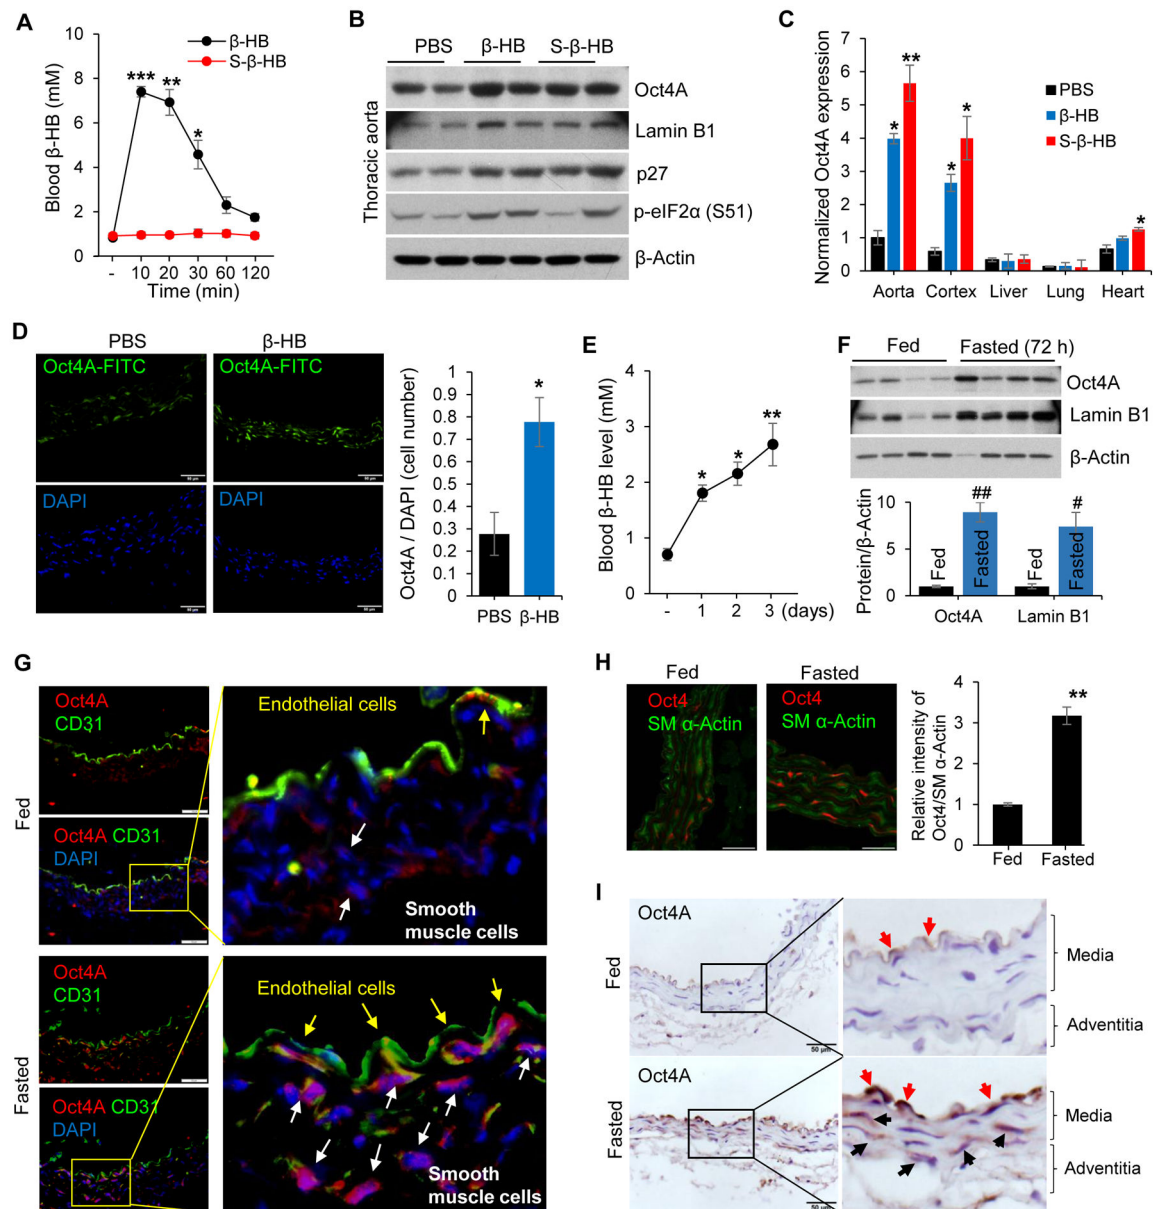 A
β-HB
S-β-HB
Blood β-HB (mM)
10
8
6
4
2
0
***
**
*
- 10 20 30 60 120
Time (min)
B
PBS β-HB S-β-HB
Thoracic aorta
Oct4A
Lamin B1
p27
p-eIF2α (S51)
β-Actin
C
Normalized Oct4A expression
7
6
5
4
3
2
1
0
** 
* 
* 
* 
*
PBS
β-HB
S-β-HB
Aorta Cortex Liver Lung Heart
D
PBS β-HB
Oct4A-FITC Oct4A-FITC
DAPI DAPI
Oct4A / DAPI (cell number)
1
0.9
0.8
0.7
0.6
0.5
0.4
0.3
0.2
0.1
0
*
PBS β-HB
E
Blood β-HB level (mM)
4
3
2
1
0
*
*
**
- 1 2 3 (days)
F
Fed Fasted (72 h)
Oct4A
Lamin B1
β-Actin
Protein/β-Actin
10
5
0
##
#
Fed Fasted Fed Fasted
Oct4A Lamin B1
G
Fed
Oct4A
CD31
Oct4A CD31
DAPI
Endothelial cells
Smooth
muscle cells
Fasted
Oct4A
CD31
Oct4A CD31
DAPI
Endothelial cells
Smooth
muscle cells
H
Fed Fasted
Oct4 Oct4
SM α-Actin SM α-Actin
Relative intensity of
Oct4/SM α-Actin
4
3
2
1
0
**
Fed Fasted
I
Fed
Oct4A
50 µm
Media
Adventitia
Fasted
Oct4A
50 µm
Media
Adventitia